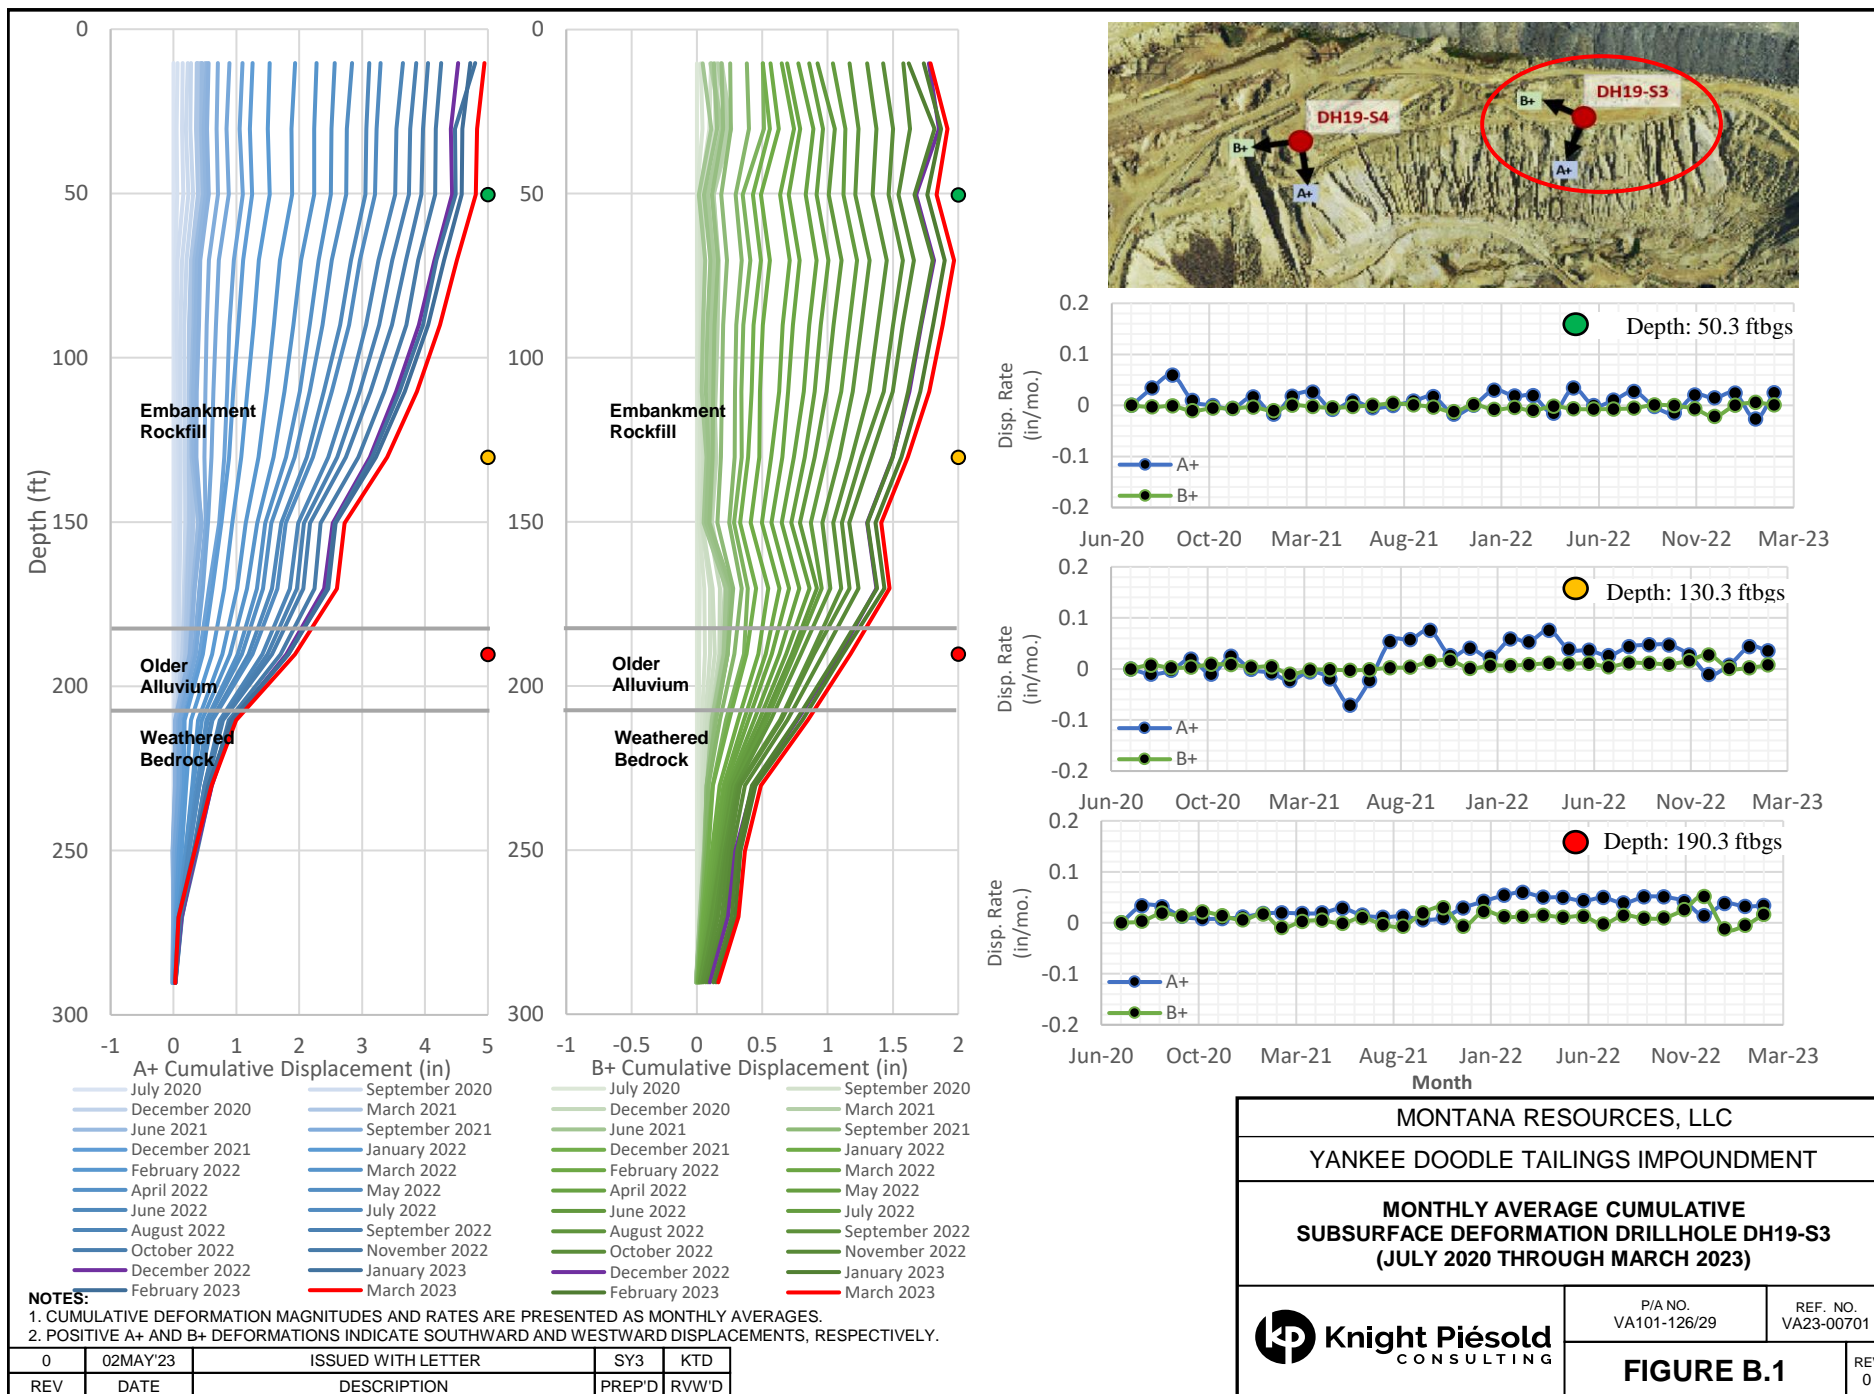 0
50
100
150
200
250
300
Depth (ft)
Embankment
Rockfill
Older
Alluvium
Weathered
Bedrock
-1
0
1
2
3
4
5
A+ Cumulative Displacement (in)
July 2020
September 2020
December 2020
March 2021
June 2021
September 2021
December 2021
January 2022
February 2022
March 2022
April 2022
May 2022
June 2022
July 2022
August 2022
September 2022
October 2022
November 2022
December 2022
January 2023
February 2023
March 2023
0
50
100
150
200
250
300
Embankment
Rockfill
Older
Alluvium
Weathered
Bedrock
-1
-0.5
0
0.5
1
1.5
2
B+ Cumulative Displacement (in)
July 2020
September 2020
December 2020
March 2021
June 2021
September 2021
December 2021
January 2022
February 2022
March 2022
April 2022
May 2022
June 2022
July 2022
August 2022
September 2022
October 2022
November 2022
December 2022
January 2023
February 2023
March 2023
DH19-S4
B+
A+
DH19-S3
B+
A+
Depth: 50.3 ftbgs
0.2
0.1
0
-0.1
-0.2
Disp. Rate
(in/mo.)
A+
B+
Jun-20 Oct-20 Mar-21 Aug-21 Jan-22 Jun-22 Nov-22 Mar-23
Depth: 130.3 ftbgs
0.2
0.1
0
-0.1
-0.2
Disp. Rate
(in/mo.)
A+
B+
Jun-20 Oct-20 Mar-21 Aug-21 Jan-22 Jun-22 Nov-22 Mar-23
Depth: 190.3 ftbgs
0.2
0.1
0
-0.1
-0.2
Disp. Rate
(in/mo.)
A+
B+
Jun-20 Oct-20 Mar-21 Aug-21 Jan-22 Jun-22 Nov-22 Mar-23
Month
NOTES:
1. CUMULATIVE DEFORMATION MAGNITUDES AND RATES ARE PRESENTED AS MONTHLY AVERAGES.
2. POSITIVE A+ AND B+ DEFORMATIONS INDICATE SOUTHWARD AND WESTWARD DISPLACEMENTS, RESPECTIVELY.
0 02MAY'23 ISSUED WITH LETTER SY3 KTD
REV DATE DESCRIPTION PREP'D RVW'D
MONTANA RESOURCES, LLC
YANKEE DOODLE TAILINGS IMPOUNDMENT
MONTHLY AVERAGE CUMULATIVE
SUBSURFACE DEFORMATION DRILLHOLE DH19-S3
(JULY 2020 THROUGH MARCH 2023)
kp Knight Piésold
CONSULTING
P/A NO.
VA101-126/29
REF. NO.
VA23-00701
FIGURE B.1
REV
0